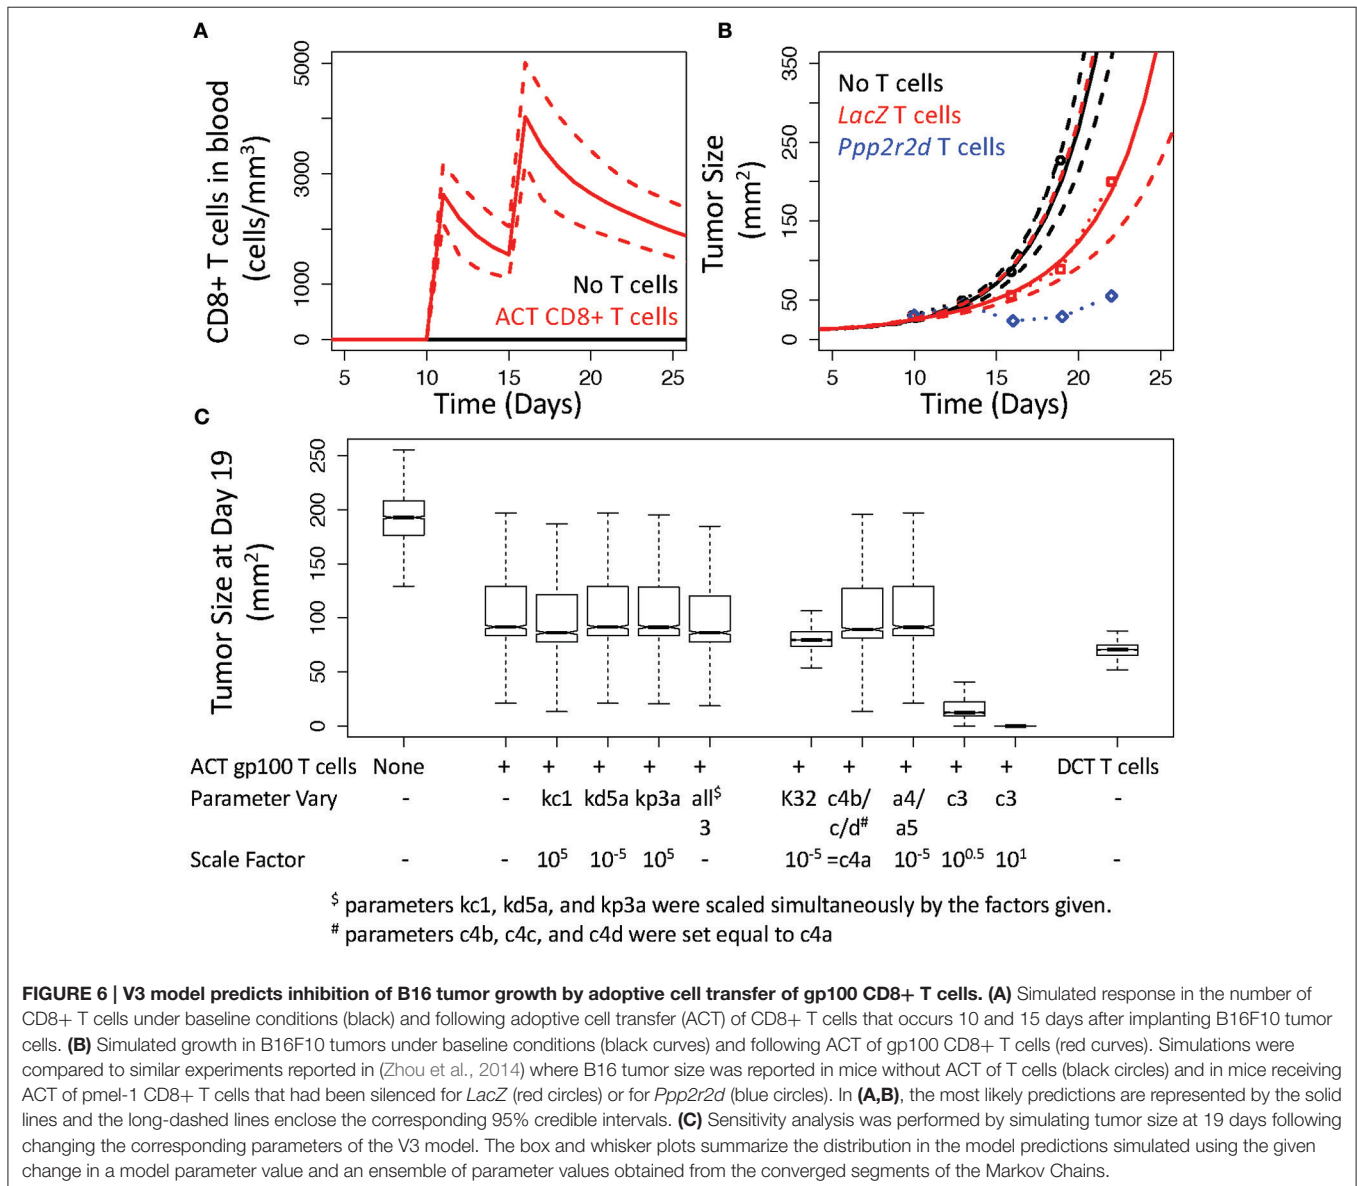 A
CD8+ T cells in blood
(cells/mm³)
0
1000
3000
5000
No T cells
ACT CD8+ T cells
5
10
15
20
25
Time (Days)
B
Tumor Size
(mm²)
0
50
150
250
350
No T cells
LacZ T cells
Ppp2r2d T cells
5
10
15
20
25
Time (Days)
C
Tumor Size at Day 19
(mm²)
0
50
100
150
200
250
ACT gp100 T cells None + + + + + + + + + + DCT T cells
Parameter Vary - - kc1 kd5a kp3a all$ K32 c4b/ a4/ c3 c3 -
3 c/d# a5
Scale Factor - - 10⁵ 10⁻⁵ 10⁵ - 10⁻⁵ =c4a 10⁻⁵ 10⁰·⁵ 10¹ -
$ parameters kc1, kd5a, and kp3a were scaled simultaneously by the factors given.
# parameters c4b, c4c, and c4d were set equal to c4a
FIGURE 6 | V3 model predicts inhibition of B16 tumor growth by adoptive cell transfer of gp100 CD8+ T cells. (A) Simulated response in the number of
CD8+ T cells under baseline conditions (black) and following adoptive cell transfer (ACT) of CD8+ T cells that occurs 10 and 15 days after implanting B16F10 tumor
cells. (B) Simulated growth in B16F10 tumors under baseline conditions (black curves) and following ACT of gp100 CD8+ T cells (red curves). Simulations were
compared to similar experiments reported in (Zhou et al., 2014) where B16 tumor size was reported in mice without ACT of T cells (black circles) and in mice receiving
ACT of pmel-1 CD8+ T cells that had been silenced for LacZ (red circles) or for Ppp2r2d (blue circles). In (A,B), the most likely predictions are represented by the solid
lines and the long-dashed lines enclose the corresponding 95% credible intervals. (C) Sensitivity analysis was performed by simulating tumor size at 19 days following
changing the corresponding parameters of the V3 model. The box and whisker plots summarize the distribution in the model predictions simulated using the given
change in a model parameter value and an ensemble of parameter values obtained from the converged segments of the Markov Chains.